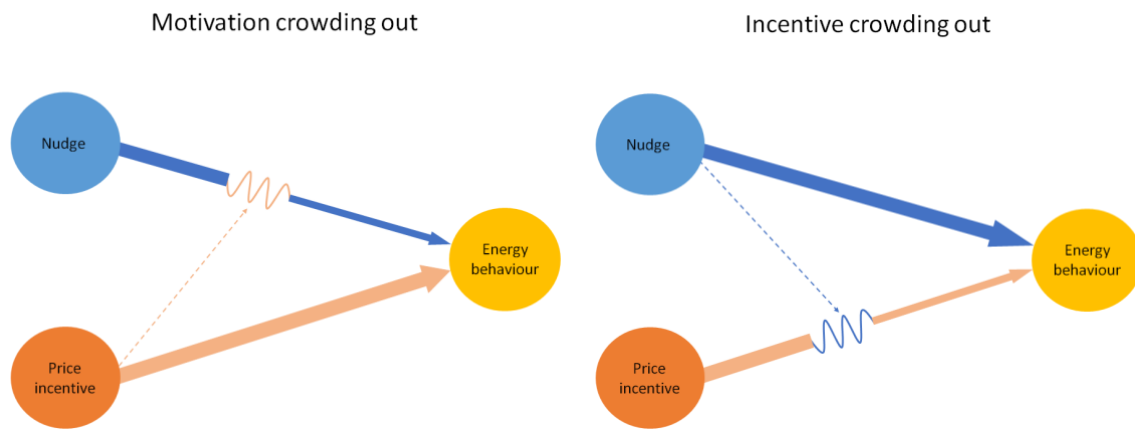 Motivation crowding out
Incentive crowding out
Nudge
Energy
behaviour
Price
incentive
Nudge
Energy
behaviour
Price
incentive